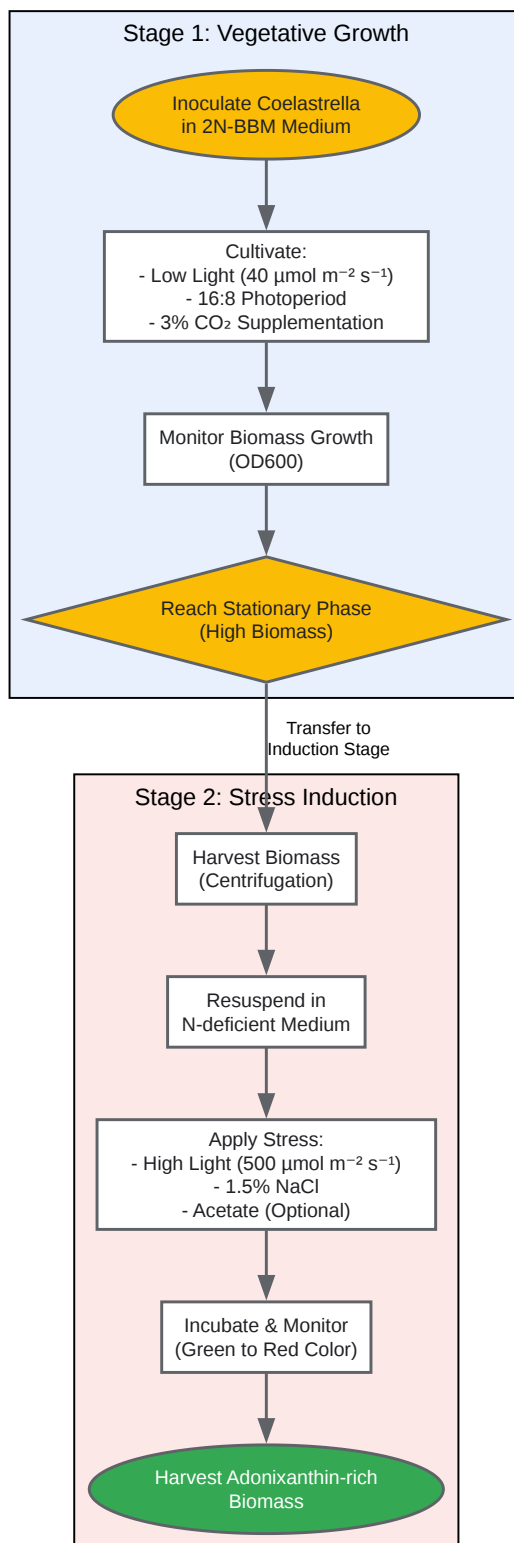 Stage 1: Vegetative Growth
Inoculate Coelastrella
in 2N-BBM Medium
Cultivate:
- Low Light (40 µmol m⁻² s⁻¹)
- 16:8 Photoperiod
- 3% CO₂ Supplementation
Monitor Biomass Growth
(OD600)
Reach Stationary Phase
(High Biomass)
Transfer to
Induction Stage
Stage 2: Stress Induction
Harvest Biomass
(Centrifugation)
Resuspend in
N-deficient Medium
Apply Stress:
- High Light (500 µmol m⁻² s⁻¹)
- 1.5% NaCl
- Acetate (Optional)
Incubate & Monitor
(Green to Red Color)
Harvest Adonixanthin-rich
Biomass